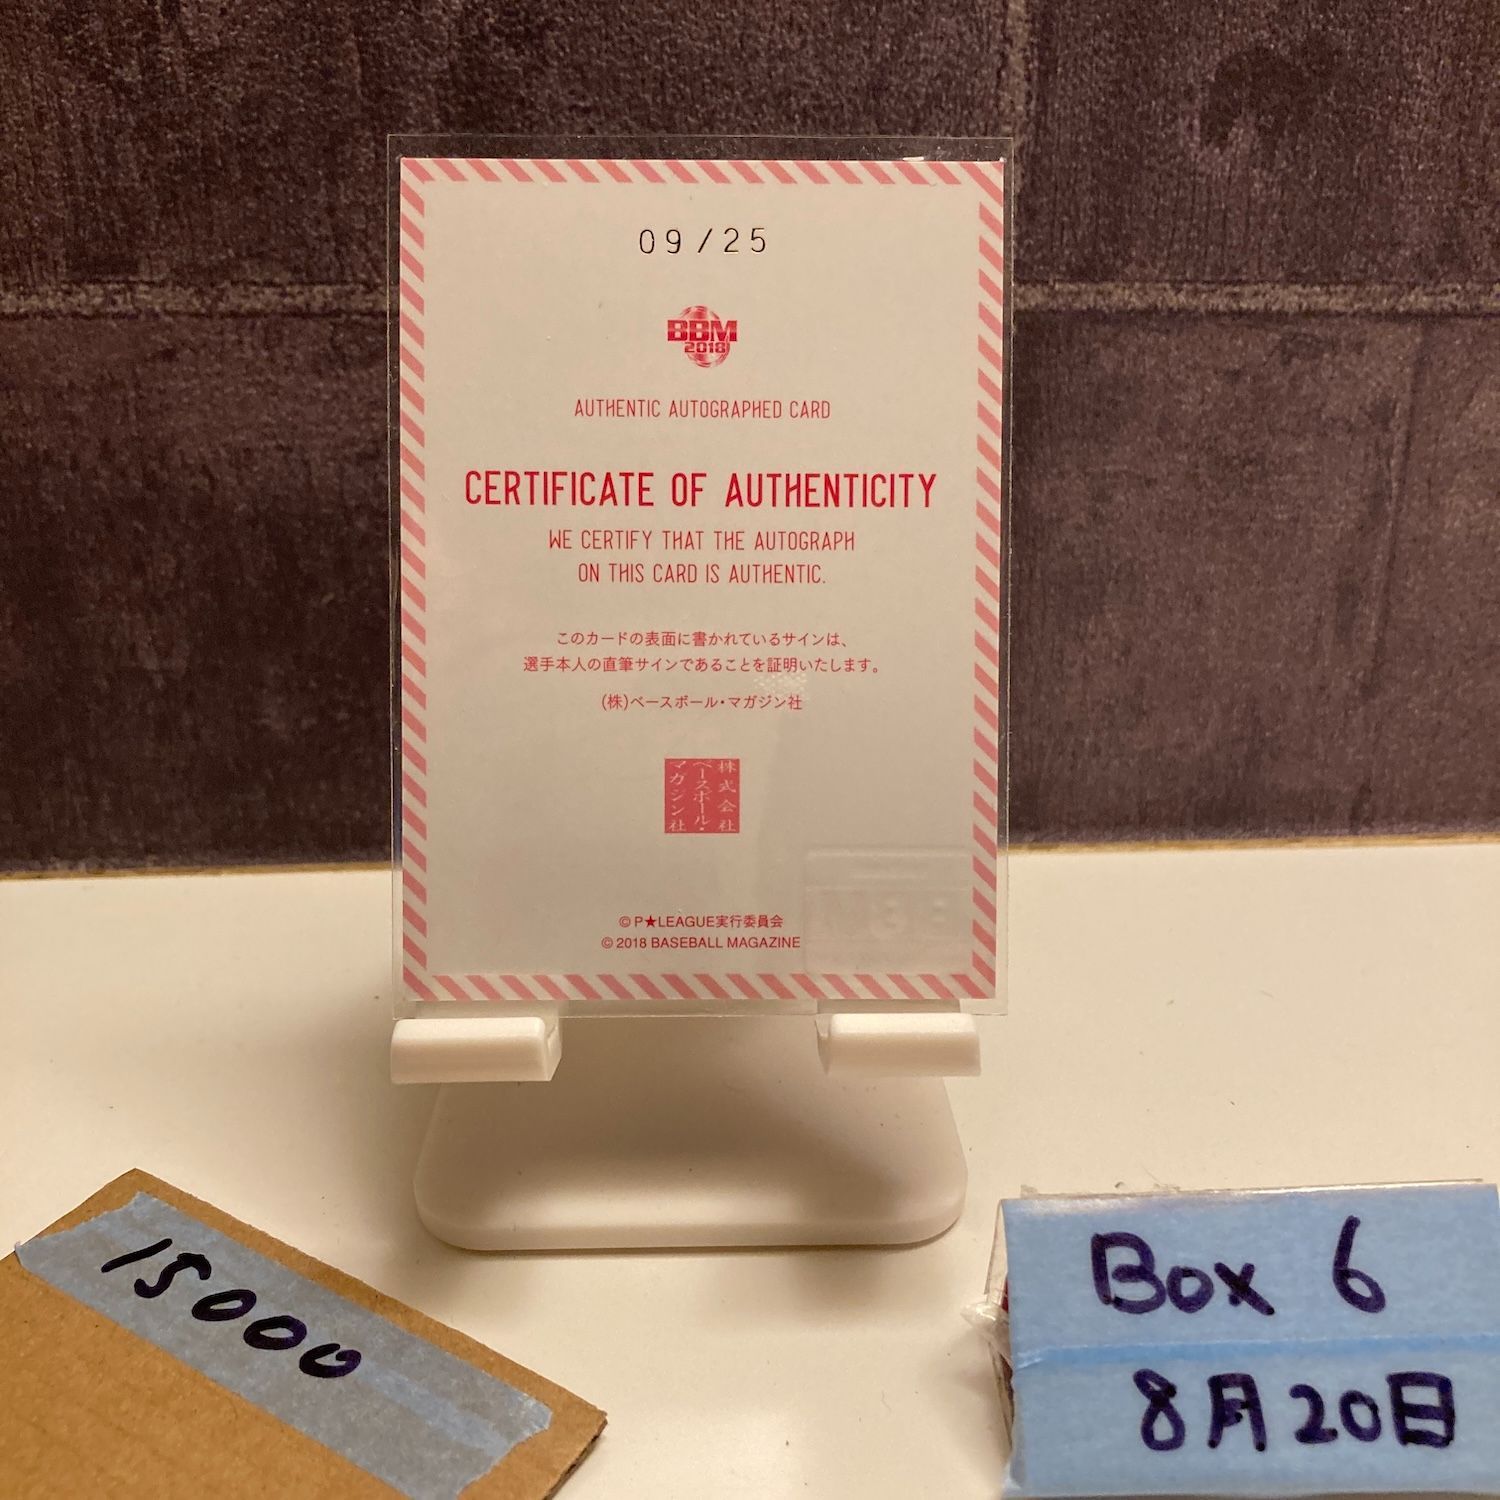 09/25
BBM
2018
AUTHENTIC AUTOGRAPHED CARD
CERTIFICATE OF AUTHENTICITY
WE CERTIFY THAT THE AUTOGRAPH
ON THIS CARD IS AUTHENTIC.
このカードの表面に書かれているサインは、
選手本人の直筆サインであることを証明いたします。
(株)ベースボール・マガジン社
株式会社
ベースボール・
マガジン社
© P★LEAGUE実行委員会
© 2018 BASEBALL MAGAZINE
15000
Box 6
8月20日